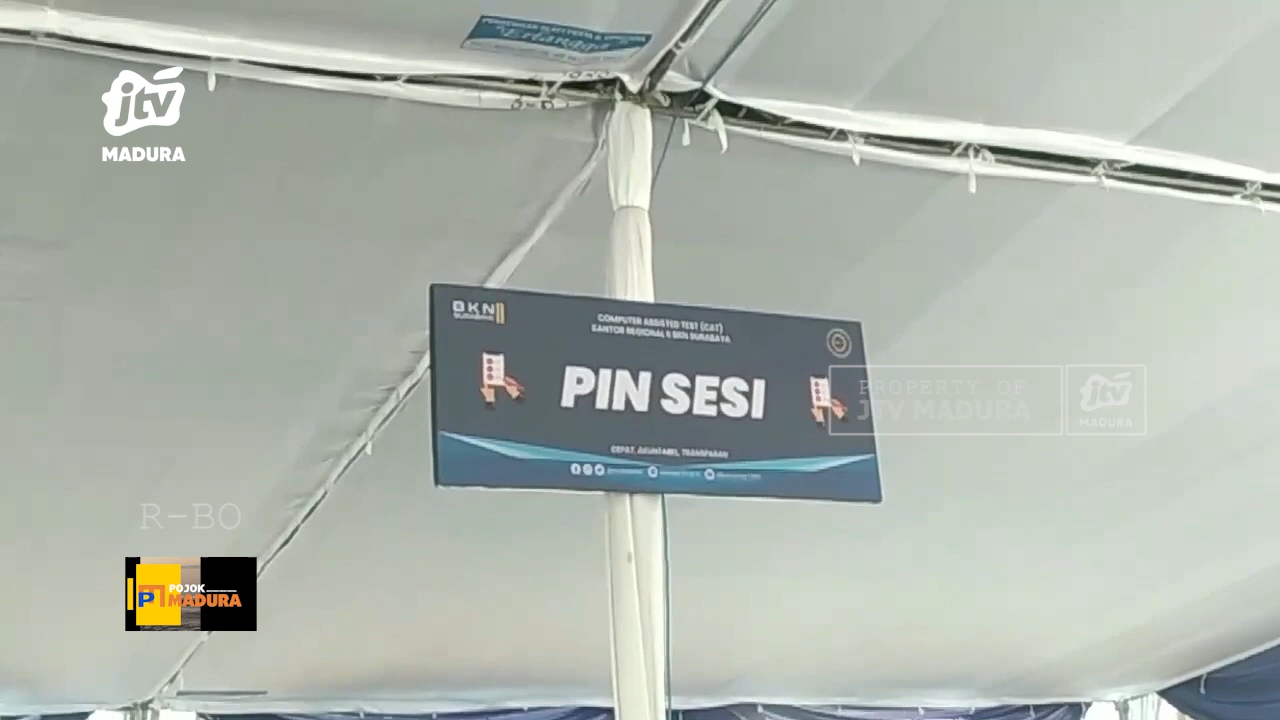 Erlangga
jtv
MADURA
BKN
SURABAYA
COMPUTER ASSISTED TEST (CAT)
KANTOR REGIONAL II BKN SURABAYA
PIN SESI
CEPAT, AKUNTABEL, TRANSPARAN
PROPERTY OF
JTV MADURA
jtv
MADURA
R-BO
POJOK
MADURA